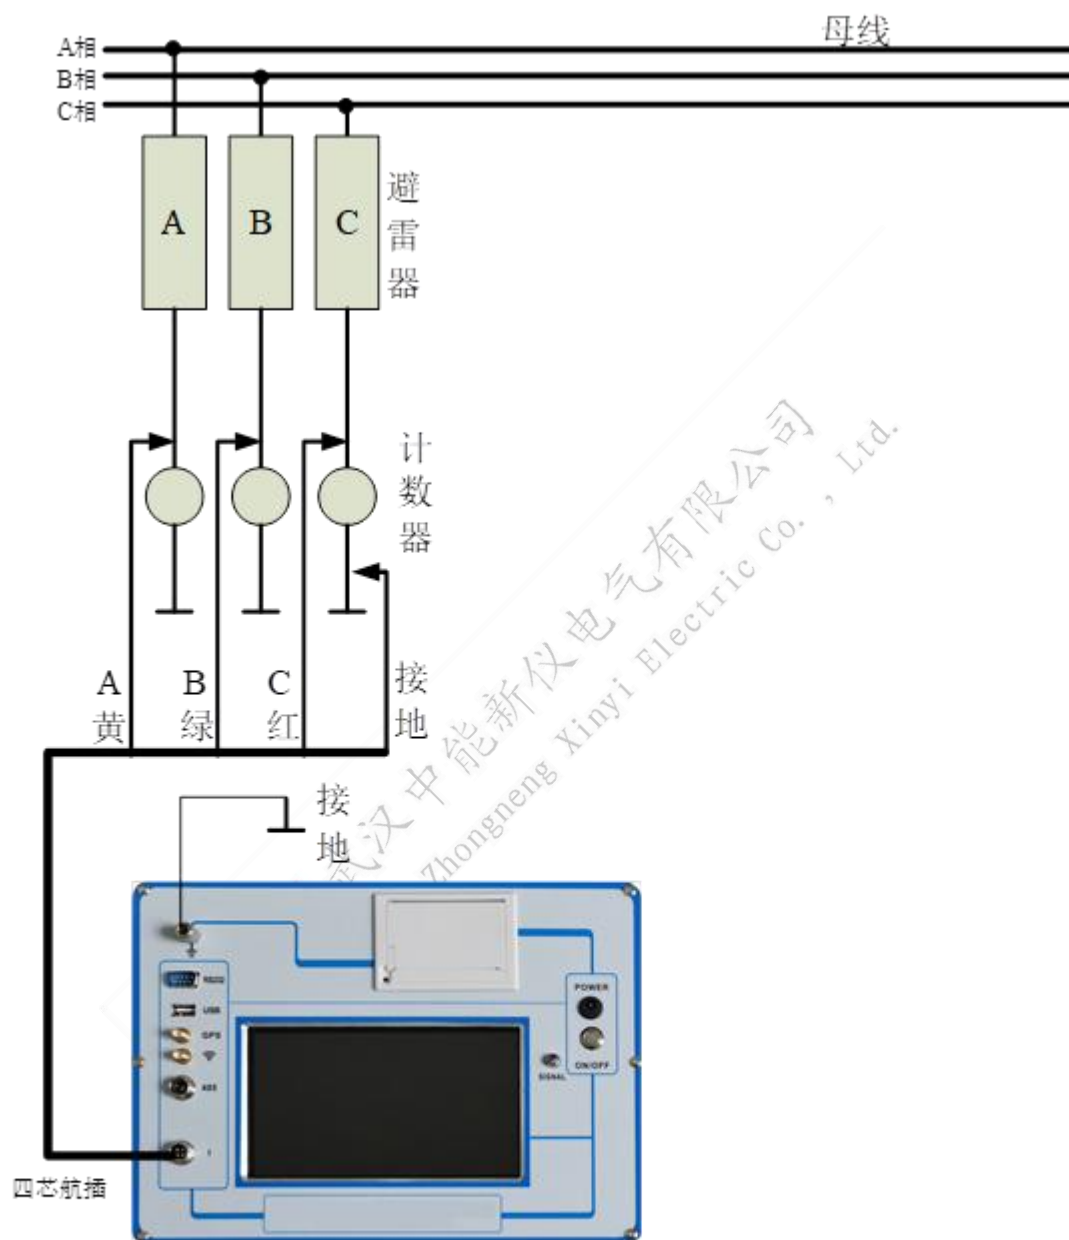 母线
A相
B相
C相
A
B
C
避雷器
计数器
A
黄
B
绿
C
红
接地
接地
武汉中能新仪电气有限公司
Zhongneng Xinyi Electric Co. , Ltd.
POWER
USB
GPS
ON/OFF
SIGNAL
I
四芯航插